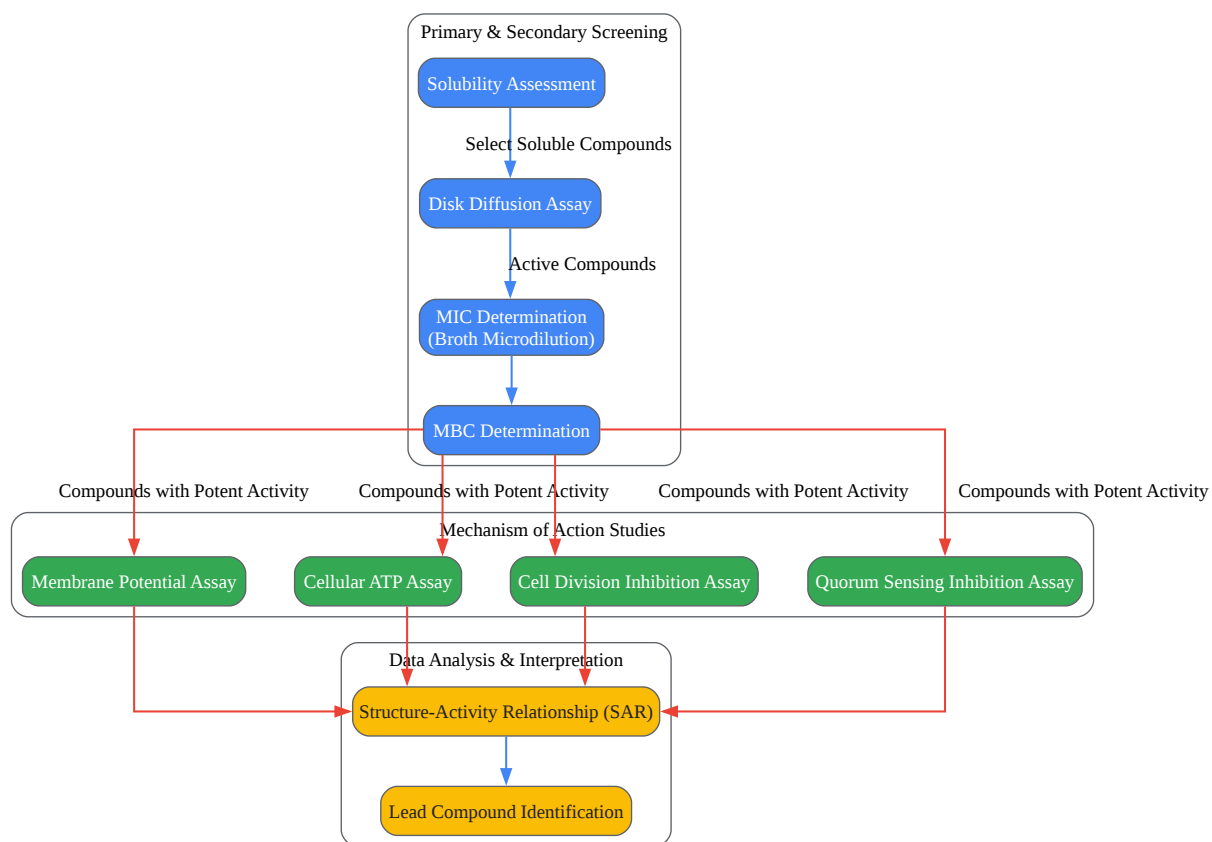 Primary & Secondary Screening
Solubility Assessment
Select Soluble Compounds
Disk Diffusion Assay
Active Compounds
MIC Determination
(Broth Microdilution)
MBC Determination
Compounds with Potent Activity
Compounds with Potent Activity
Compounds with Potent Activity
Compounds with Potent Activity
Mechanism of Action Studies
Membrane Potential Assay
Cellular ATP Assay
Cell Division Inhibition Assay
Quorum Sensing Inhibition Assay
Data Analysis & Interpretation
Structure-Activity Relationship (SAR)
Lead Compound Identification